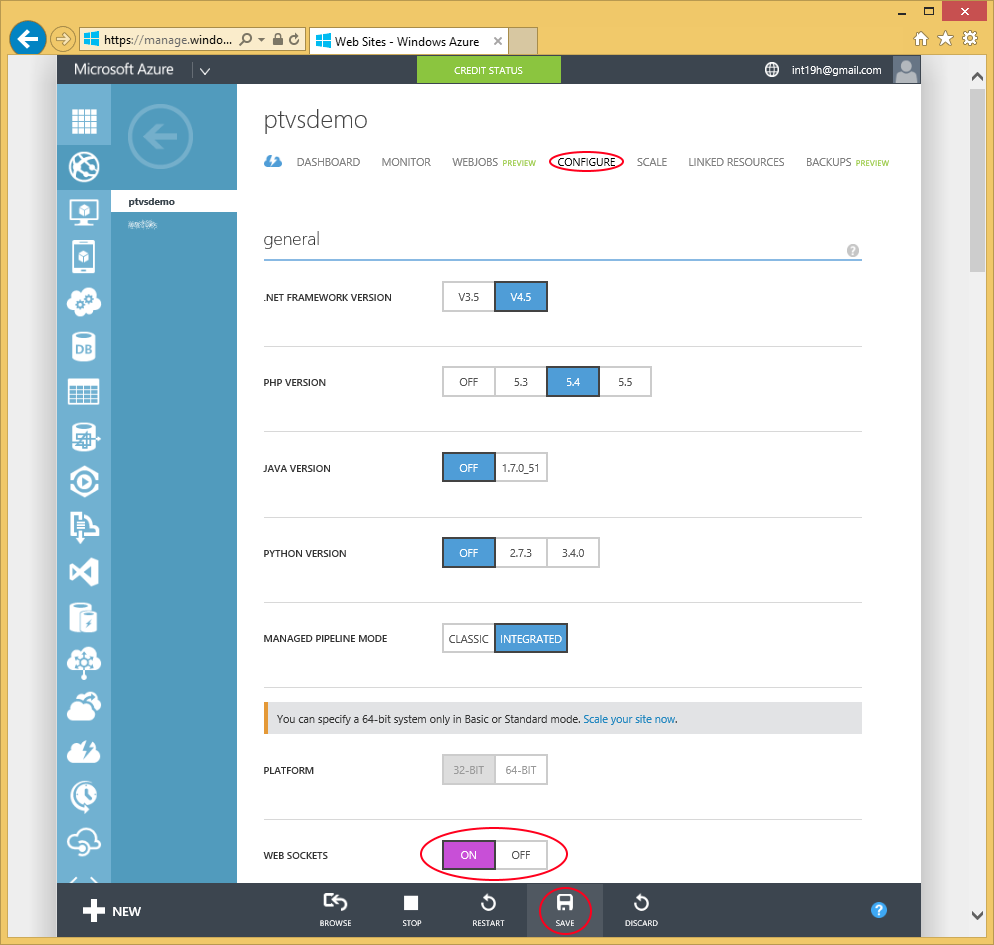 https://manage.windo...
Web Sites - Windows Azure
Microsoft Azure
CREDIT STATUS
int19h@gmail.com
ptvsdemo
ptvsdemo
DASHBOARD MONITOR WEBJOBS PREVIEW CONFIGURE SCALE LINKED RESOURCES BACKUPS PREVIEW
general
?
.NET FRAMEWORK VERSION V3.5 V4.5
PHP VERSION OFF 5.3 5.4 5.5
JAVA VERSION OFF 1.7.0_51
PYTHON VERSION OFF 2.7.3 3.4.0
MANAGED PIPELINE MODE CLASSIC INTEGRATED
You can specify a 64-bit system only in Basic or Standard mode. Scale your site now.
PLATFORM 32-BIT 64-BIT
WEB SOCKETS ON OFF
DB
NEW
BROWSE STOP RESTART SAVE DISCARD
?